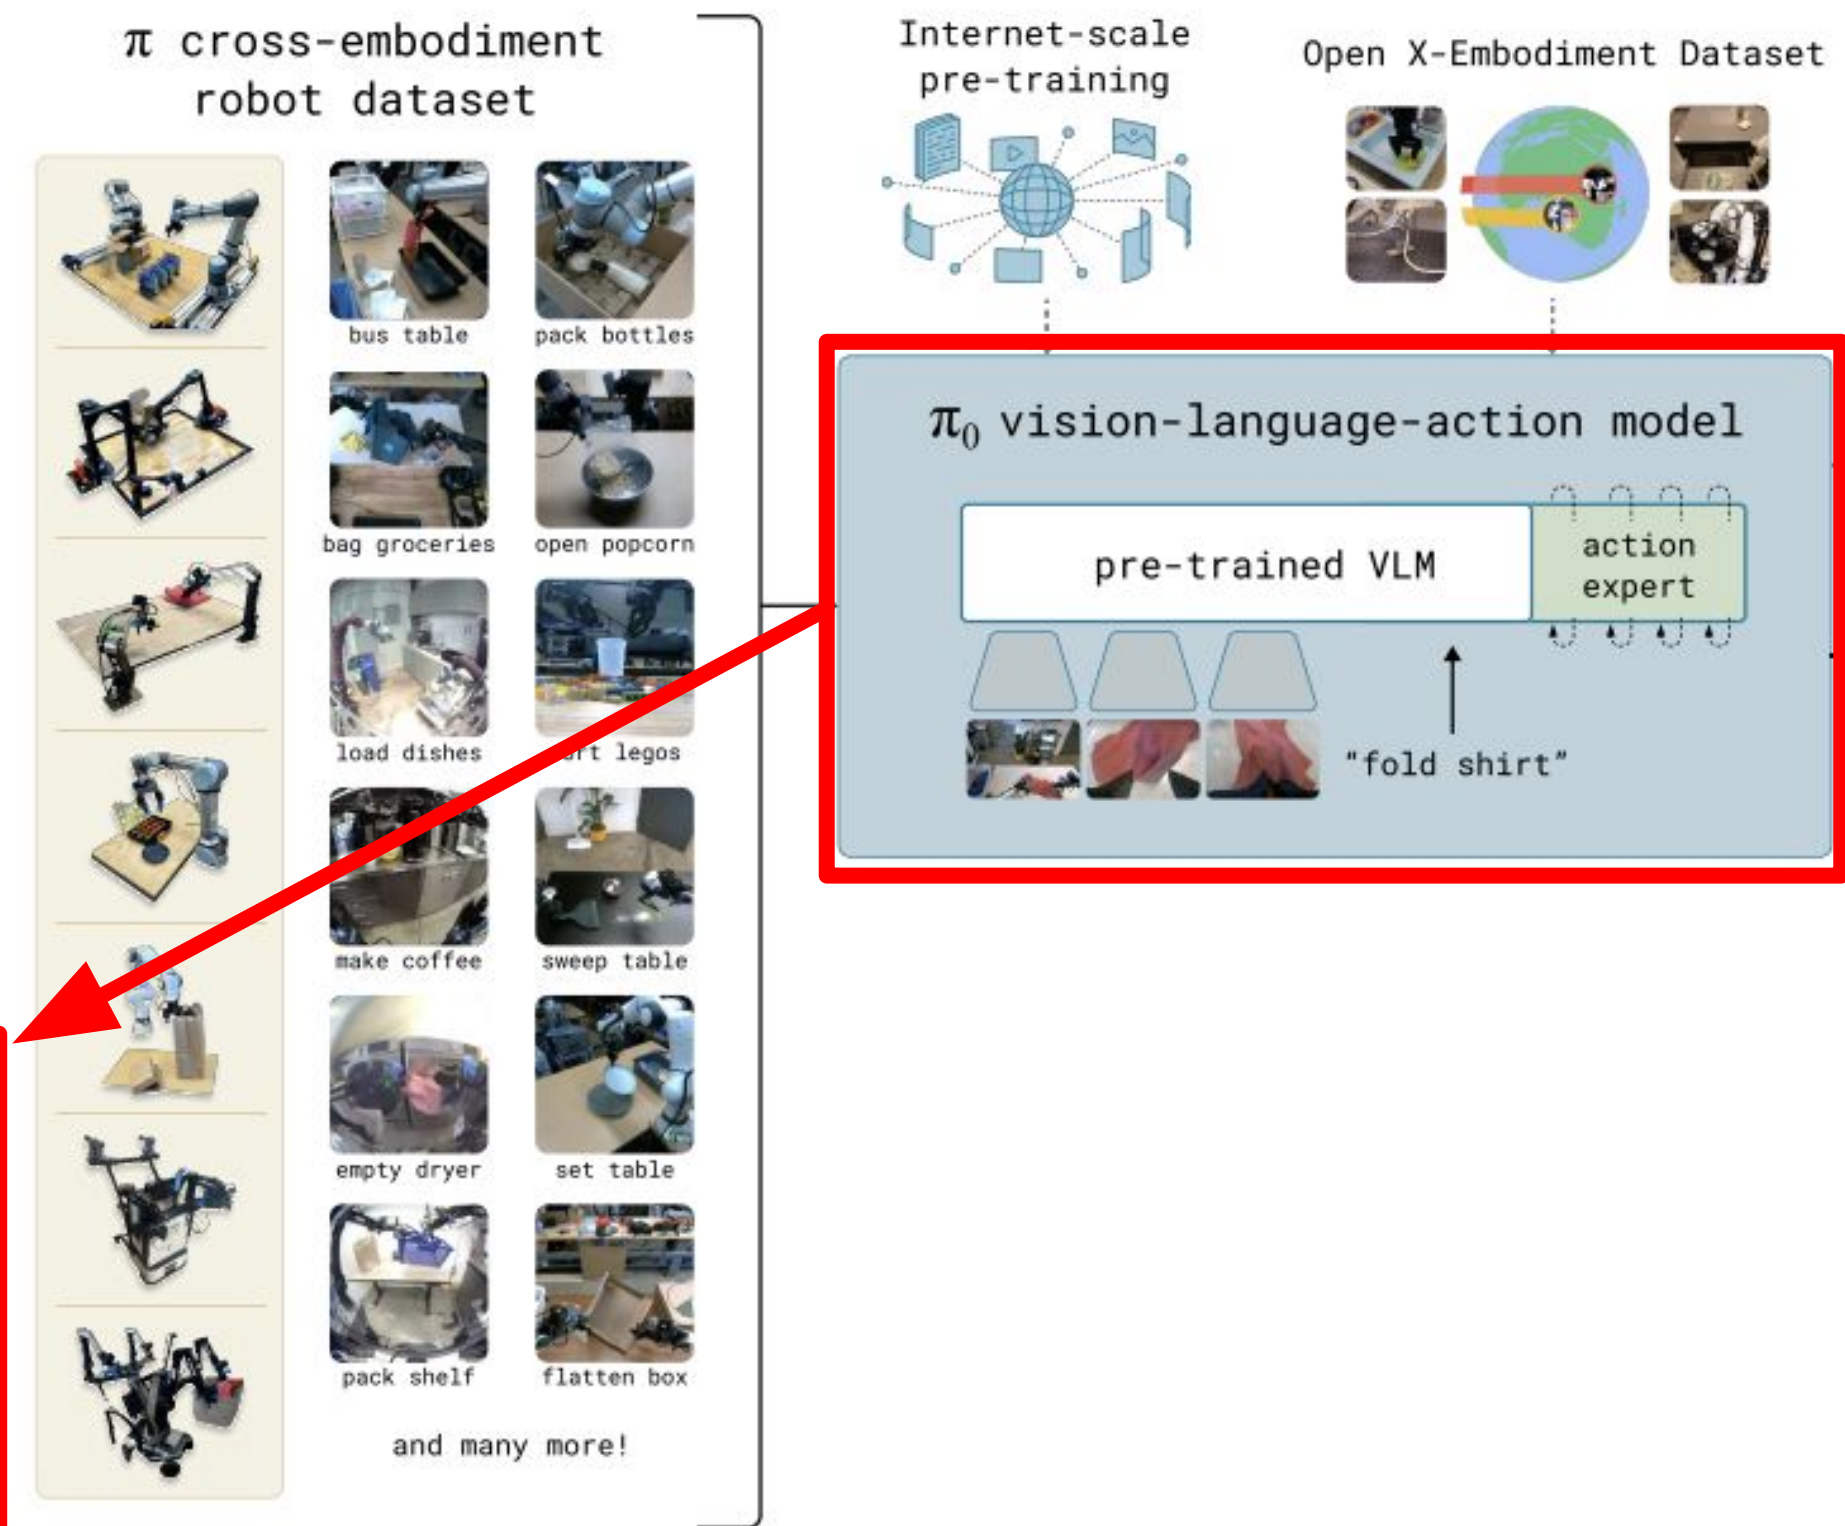 π cross-embodiment
robot dataset
bus table
pack bottles
bag groceries
open popcorn
load dishes
legos
make coffee
sweep table
empty dryer
set table
pack shelf
flatten box
and many more!
Internet-scale
pre-training
Open X-Embodiment Dataset
π₀ vision-language-action model
pre-trained VLM
action
expert
"fold shirt"